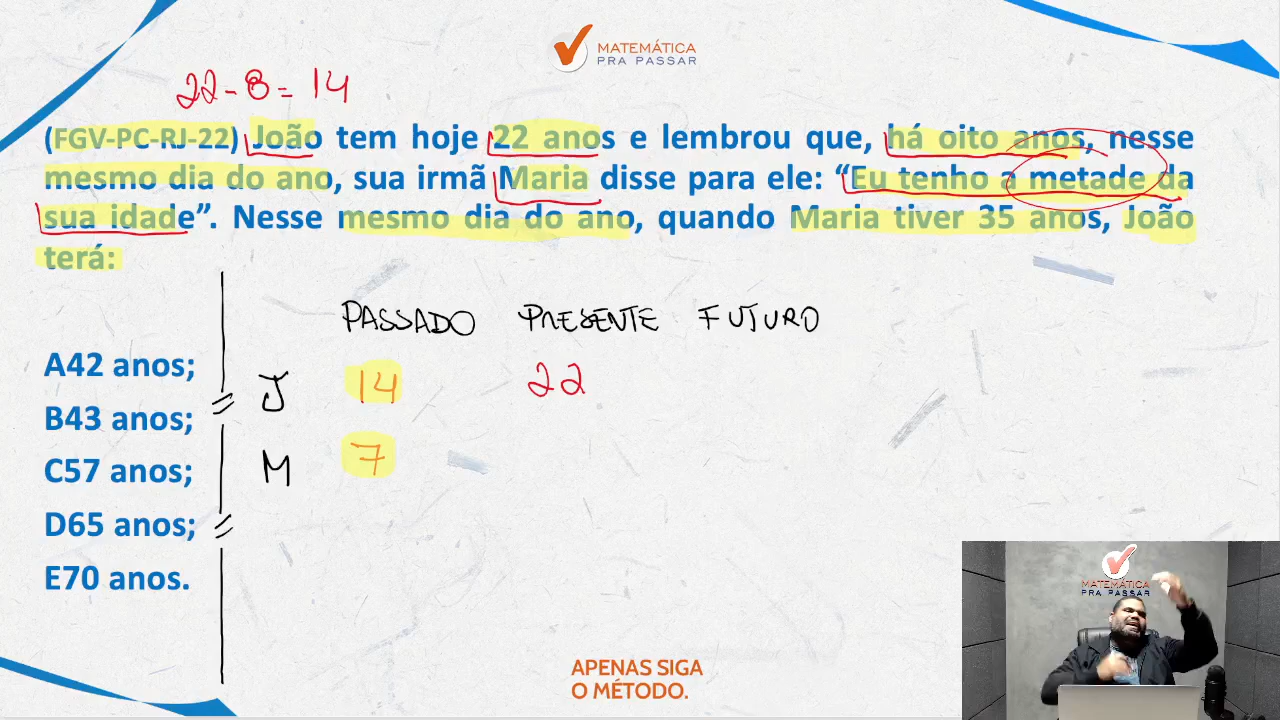 MATEMÁTICA
PRA PASSAR
22 - 8 = 14
(FGV-PC-RJ-22) João tem hoje 22 anos e lembrou que, há oito anos, nesse
mesmo dia do ano, sua irmã Maria disse para ele: “Eu tenho a metade da
sua idade”. Nesse mesmo dia do ano, quando Maria tiver 35 anos, João
terá:
PASSADO PRESENTE FUTURO
A42 anos;
J 14 22
B43 anos;
M 7
C57 anos;
D65 anos;
E70 anos.
MATEMÁTICA
PRA PASSAR
APENAS SIGA
O MÉTODO.